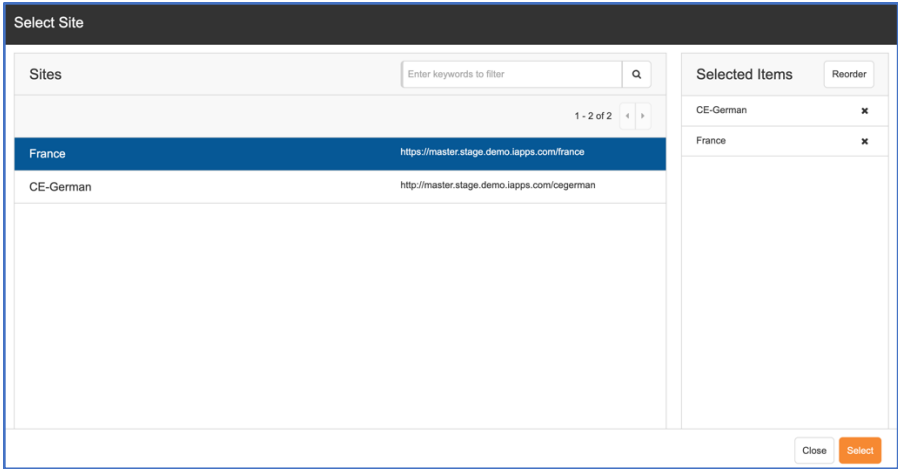 Select Site
Sites
Enter keywords to filter
1 - 2 of 2
France https://master.stage.demo.iapps.com/france
CE-German http://master.stage.demo.iapps.com/cegerman
Selected Items Reorder
CE-German
France
Close Select